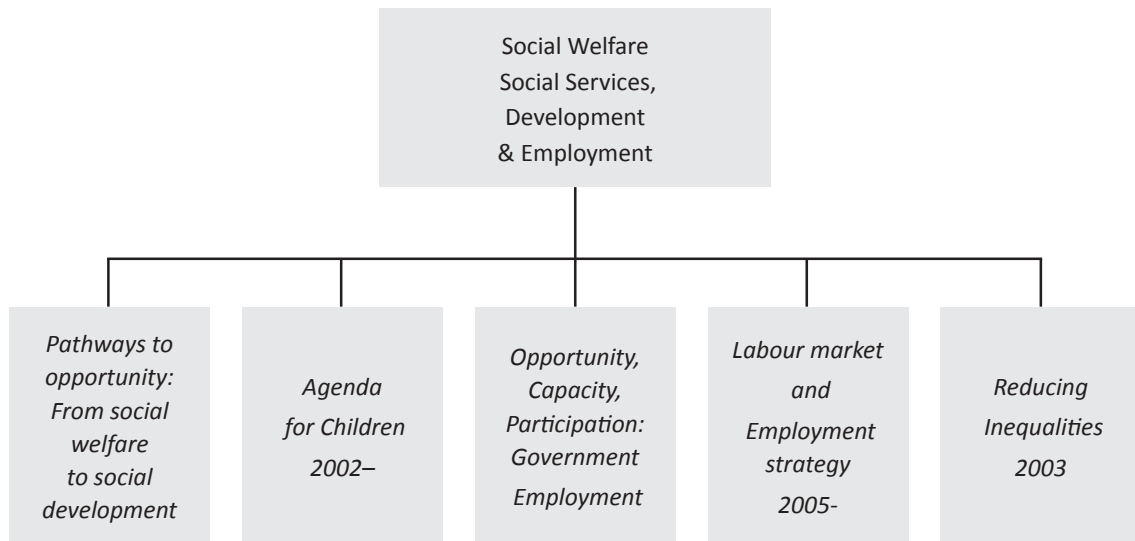 Social Welfare
Social Services,
Development
& Employment
Pathways to
opportunity:
From social
welfare
to social
development
Agenda
for Children
2002–
Opportunity,
Capacity,
Participation:
Government
Employment
Labour market
and
Employment
strategy
2005-
Reducing
Inequalities
2003